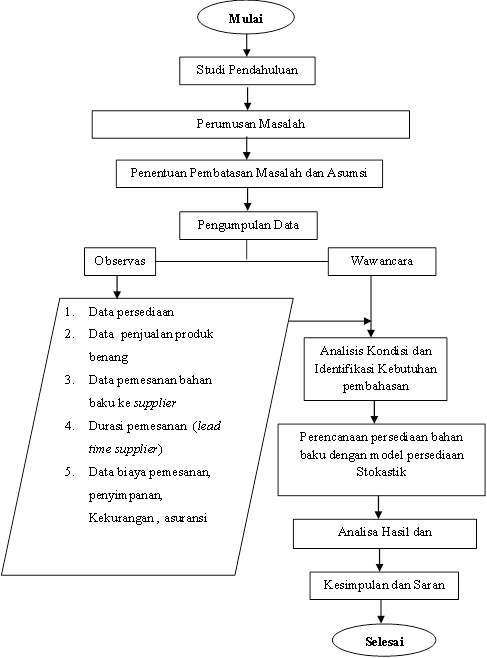 Mulai
Studi Pendahuluan
Perumusan Masalah
Penentuan Pembatasan Masalah dan Asumsi
Pengumpulan Data
Observas
Wawancara
1. Data persediaan
2. Data penjualan produk
benang
3. Data pemesanan bahan
baku ke supplier
4. Durasi pemesanan (lead
time supplier)
5. Data biaya pemesanan,
penyimpanan,
Kekurangan , asuransi
Analisis Kondisi dan
Identifikasi Kebutuhan
pembahasan
Perencanaan persediaan bahan
baku dengan model persediaan
Stokastik
Analisa Hasil dan
Kesimpulan dan Saran
Selesai